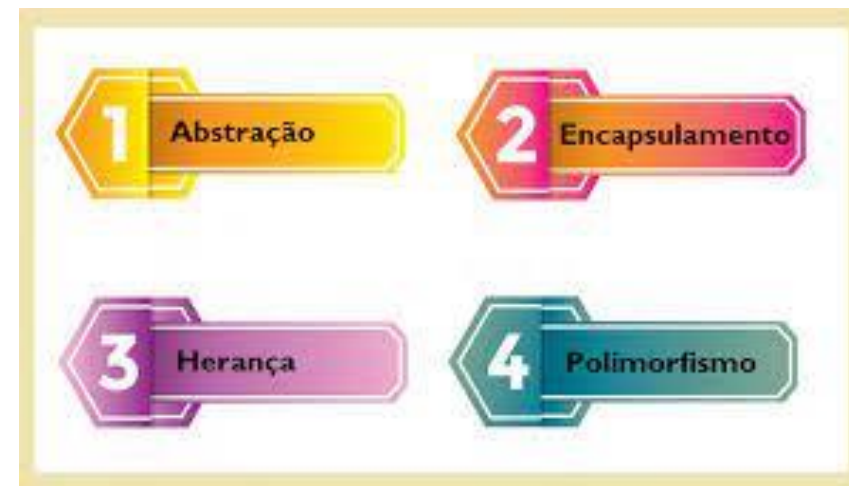 1 Abstração
2 Encapsulamento
3 Herança
4 Polimorfismo